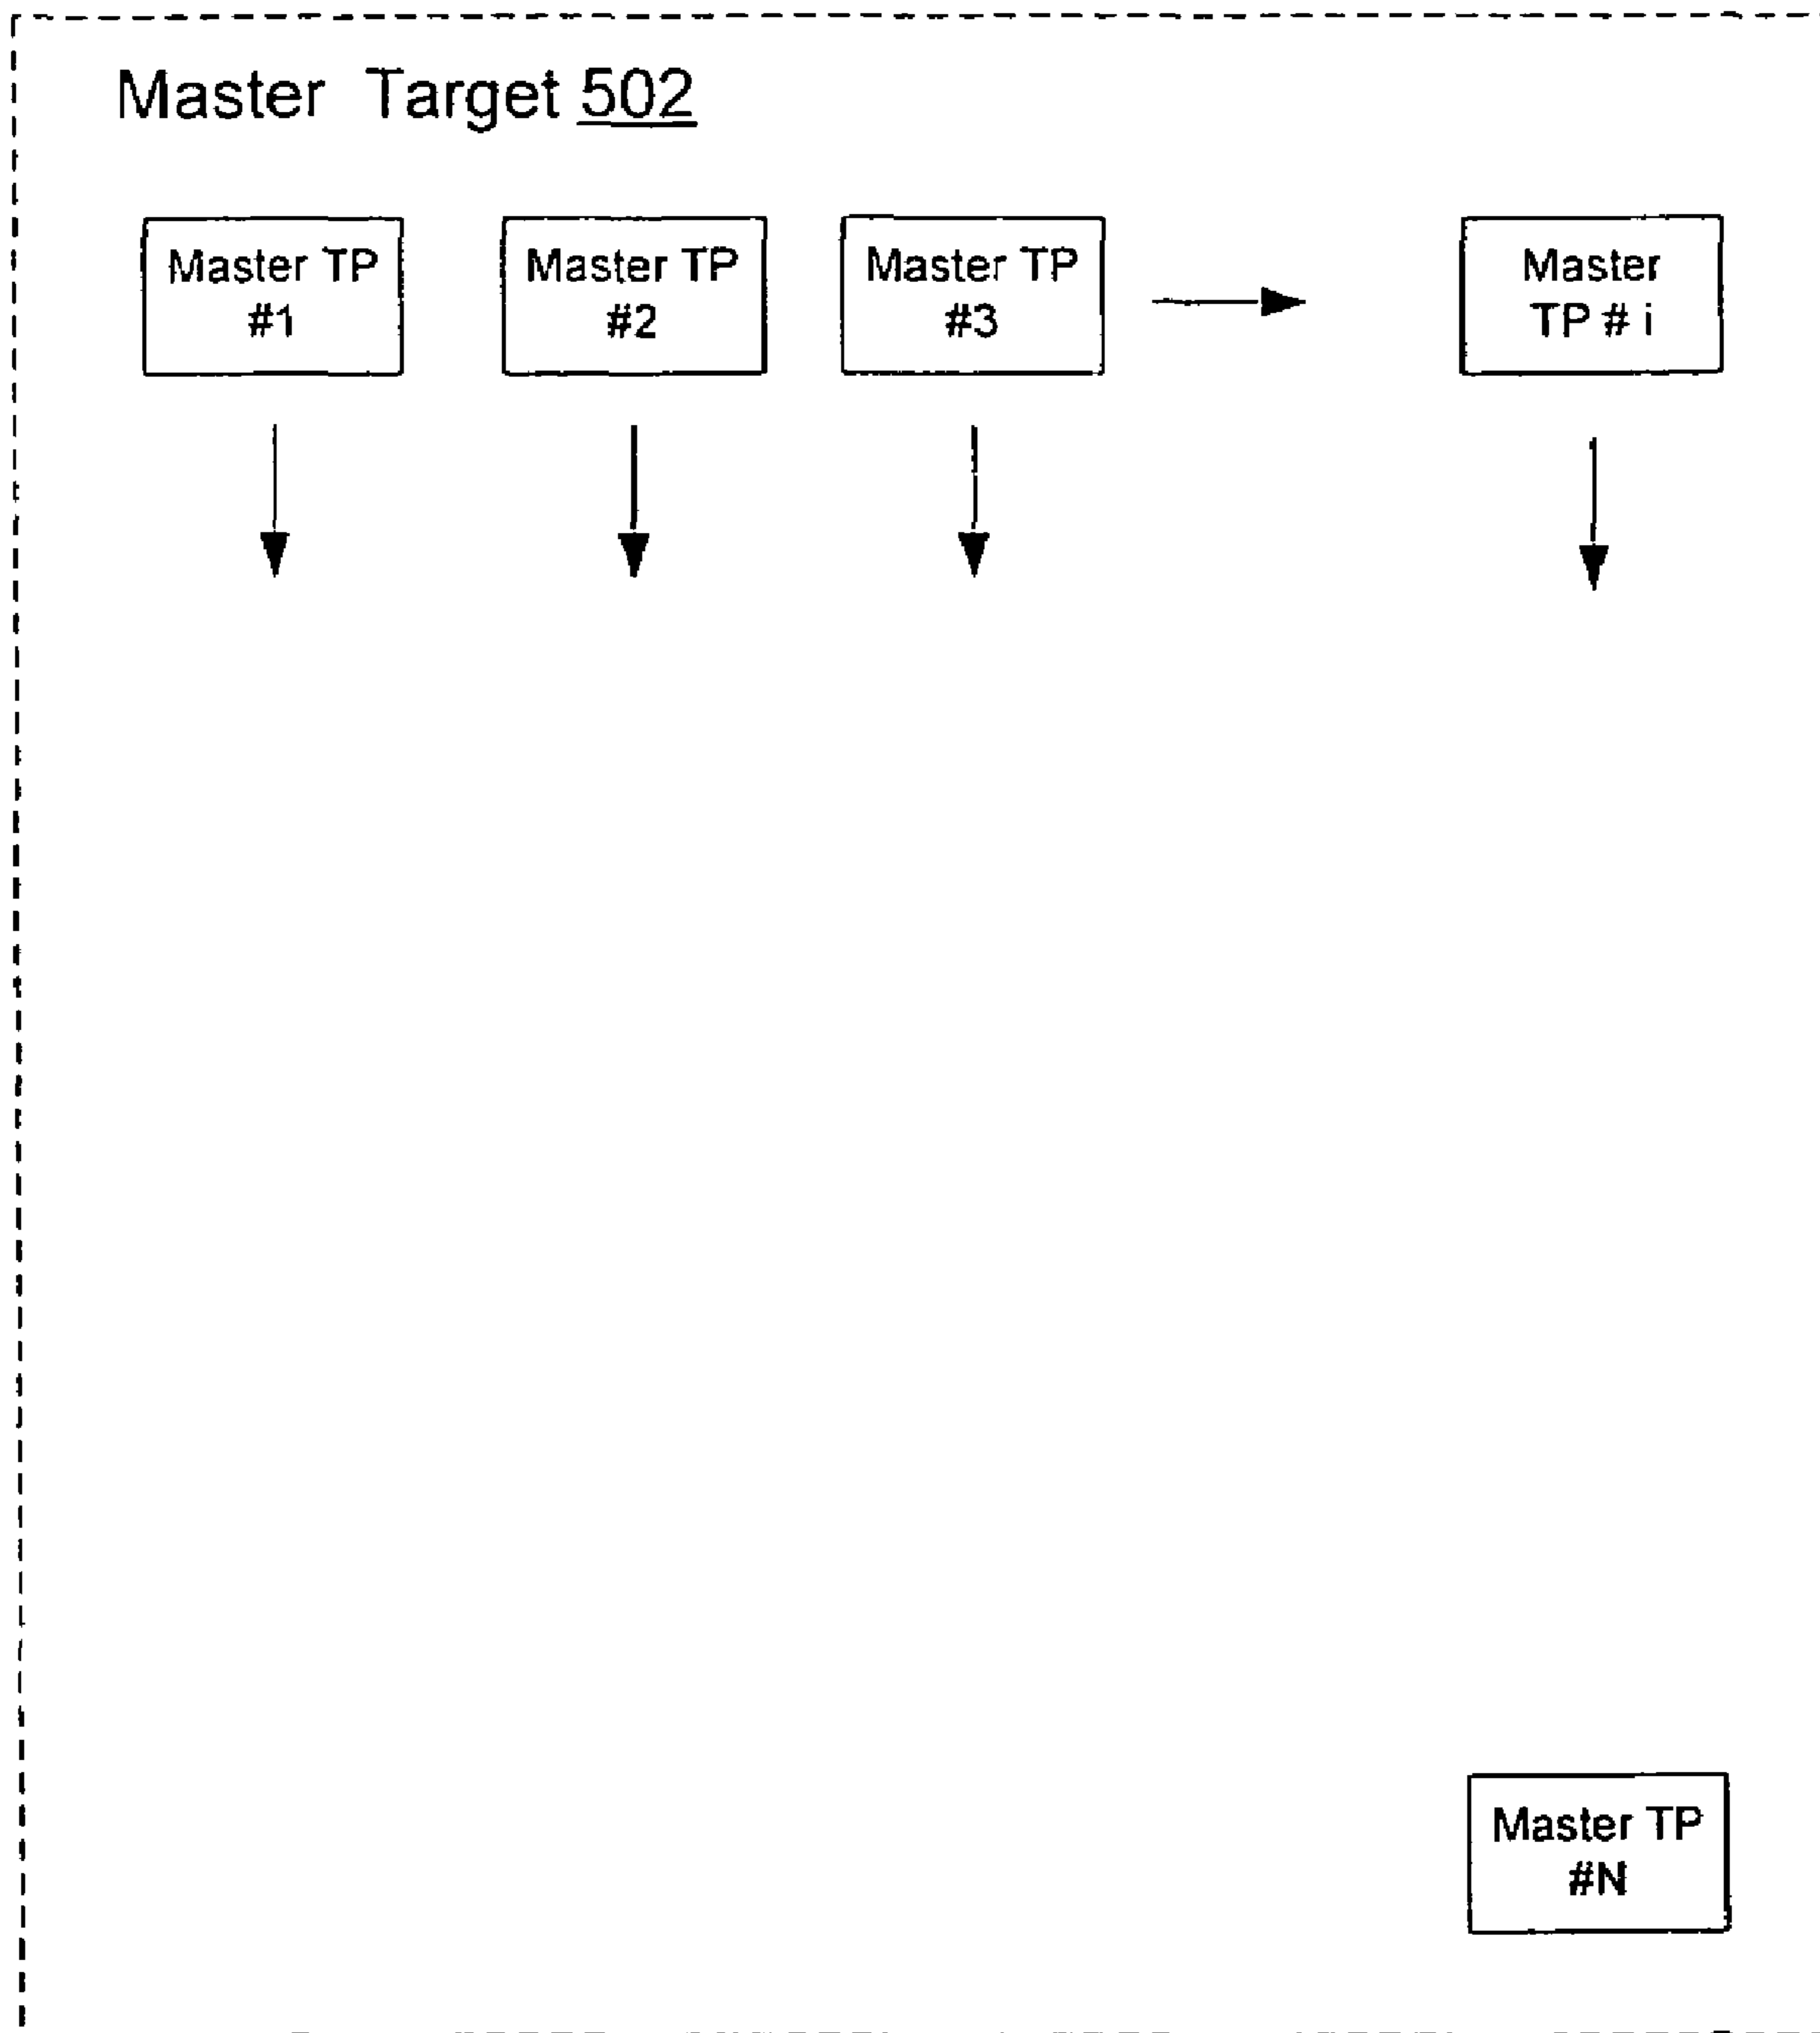 Master Target 502
Master TP
#1
Master TP
#2
Master TP
#3
Master
TP # i
Master TP
#N